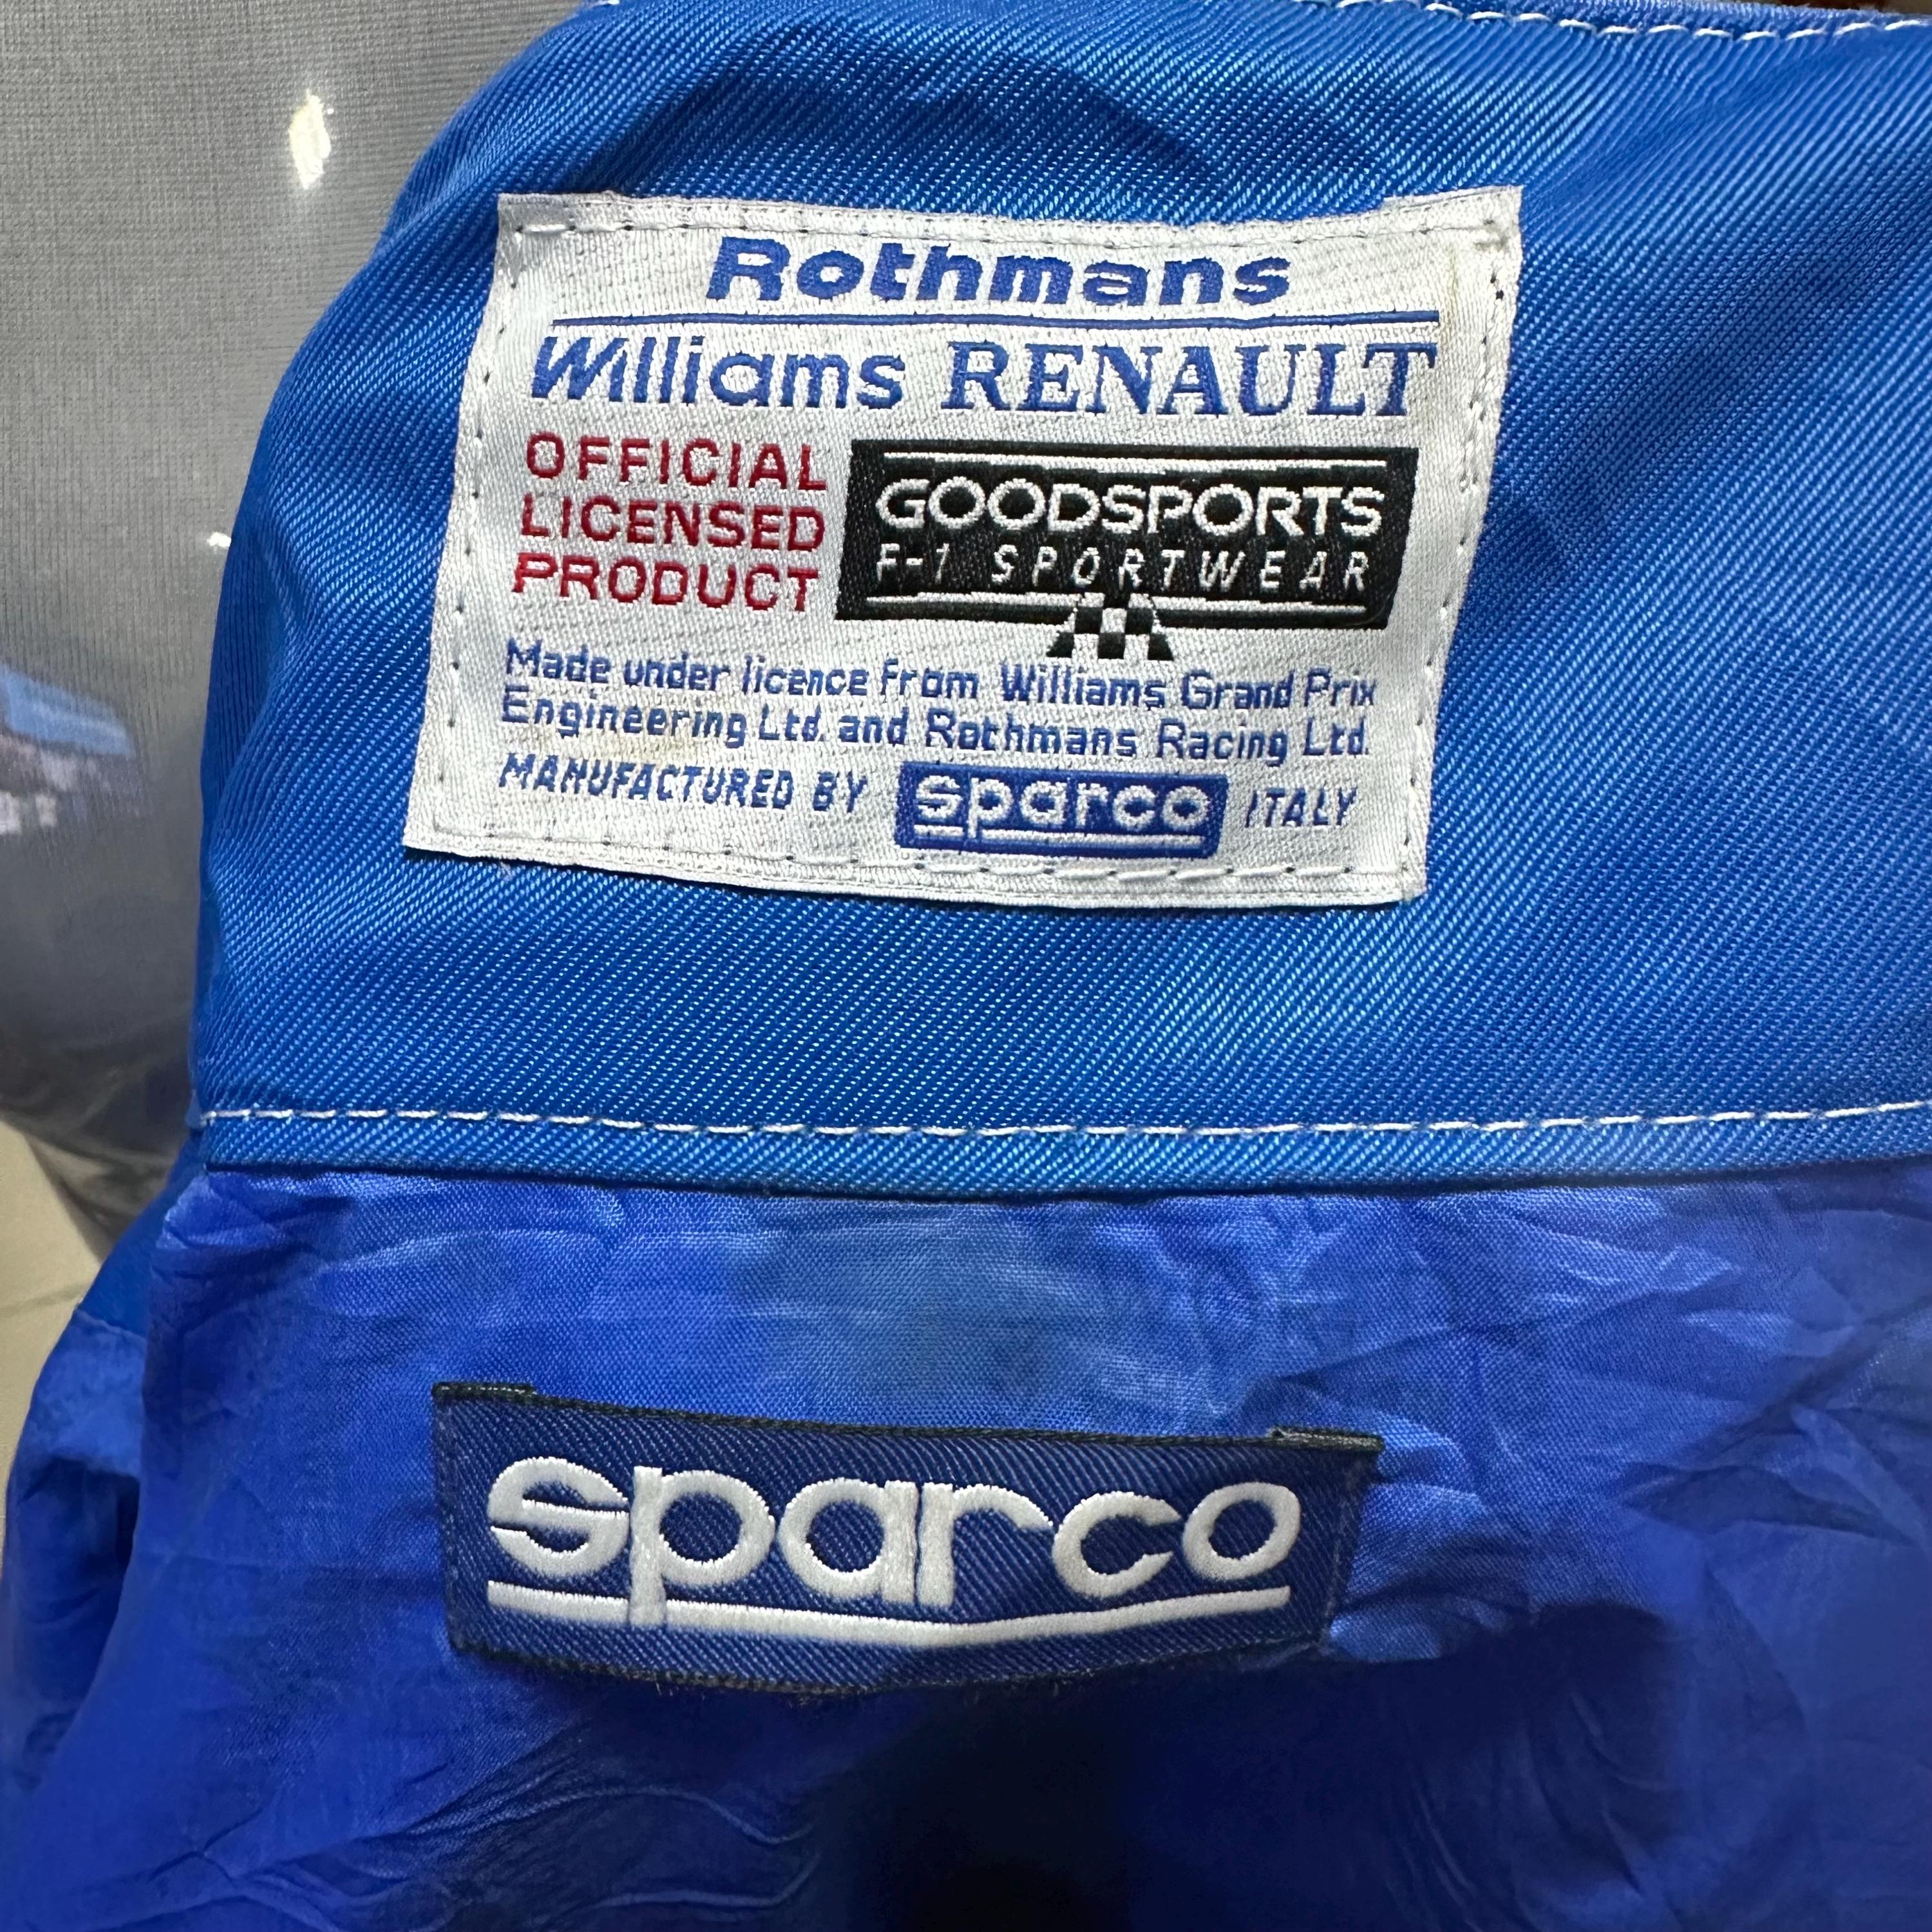 Rothmans
Williams RENAULT
OFFICIAL
LICENSED
PRODUCT
GOODSPORTS
F-1 SPORTWEAR
Made under licence from Williams Grand Prix
Engineering Ltd. and Rothmans Racing Ltd.
MANUFACTURED BY sparco ITALY
sparco